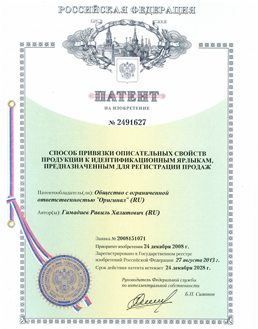 РОССИЙСКАЯ ФЕДЕРАЦИЯ
ПАТЕНТ
НА ИЗОБРЕТЕНИЕ
№ 2491627
СПОСОБ ПРИВЯЗКИ ОПИСАТЕЛЬНЫХ СВОЙСТВ
ПРОДУКЦИИ К ИДЕНТИФИКАЦИОННЫМ ЯРЛЫКАМ,
ПРЕДНАЗНАЧЕННЫМ ДЛЯ РЕГИСТРАЦИИ ПРОДАЖ
Патентообладатель(ли): Общество с ограниченной
ответственностью "Оригинал" (RU)
Автор(ы): Гимадиев Равиль Халитович (RU)
Заявка № 2008151071
Приоритет изобретения 24 декабря 2008 г.
Зарегистрировано в Государственном реестре
изобретений Российской Федерации 27 августа 2013 г.
Срок действия патента истекает 24 декабря 2028 г.
Руководитель Федеральной службы
по интеллектуальной собственности
Б.П. Симонов